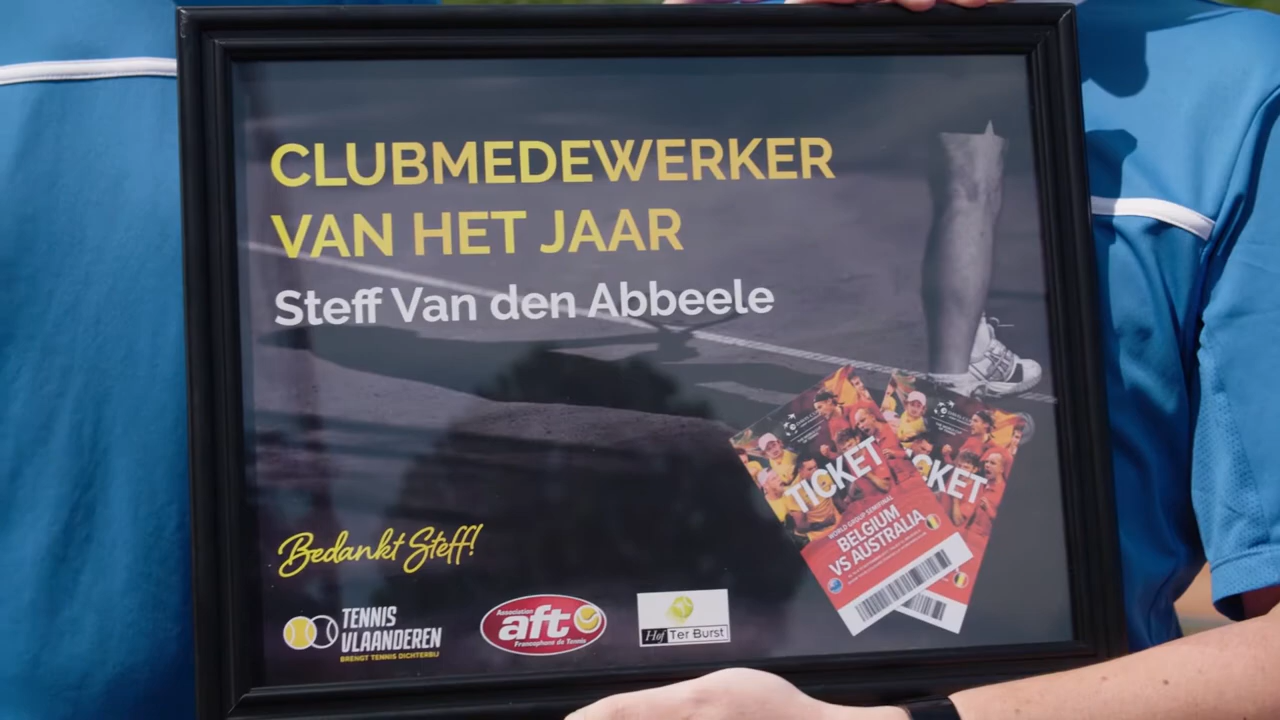 CLUBMEDEWERKER
VAN HET JAAR
Steff Van den Abbeele
TICKET
CKET
WORLD GROUP SEMIFINAL
BELGIUM
VS AUSTRALIA
Bedankt Steff!
TENNIS
VLAANDEREN
BRENGT TENNIS DICHTERBIJ
Association
aft
Francophone de Tennis
Hof Ter Burst